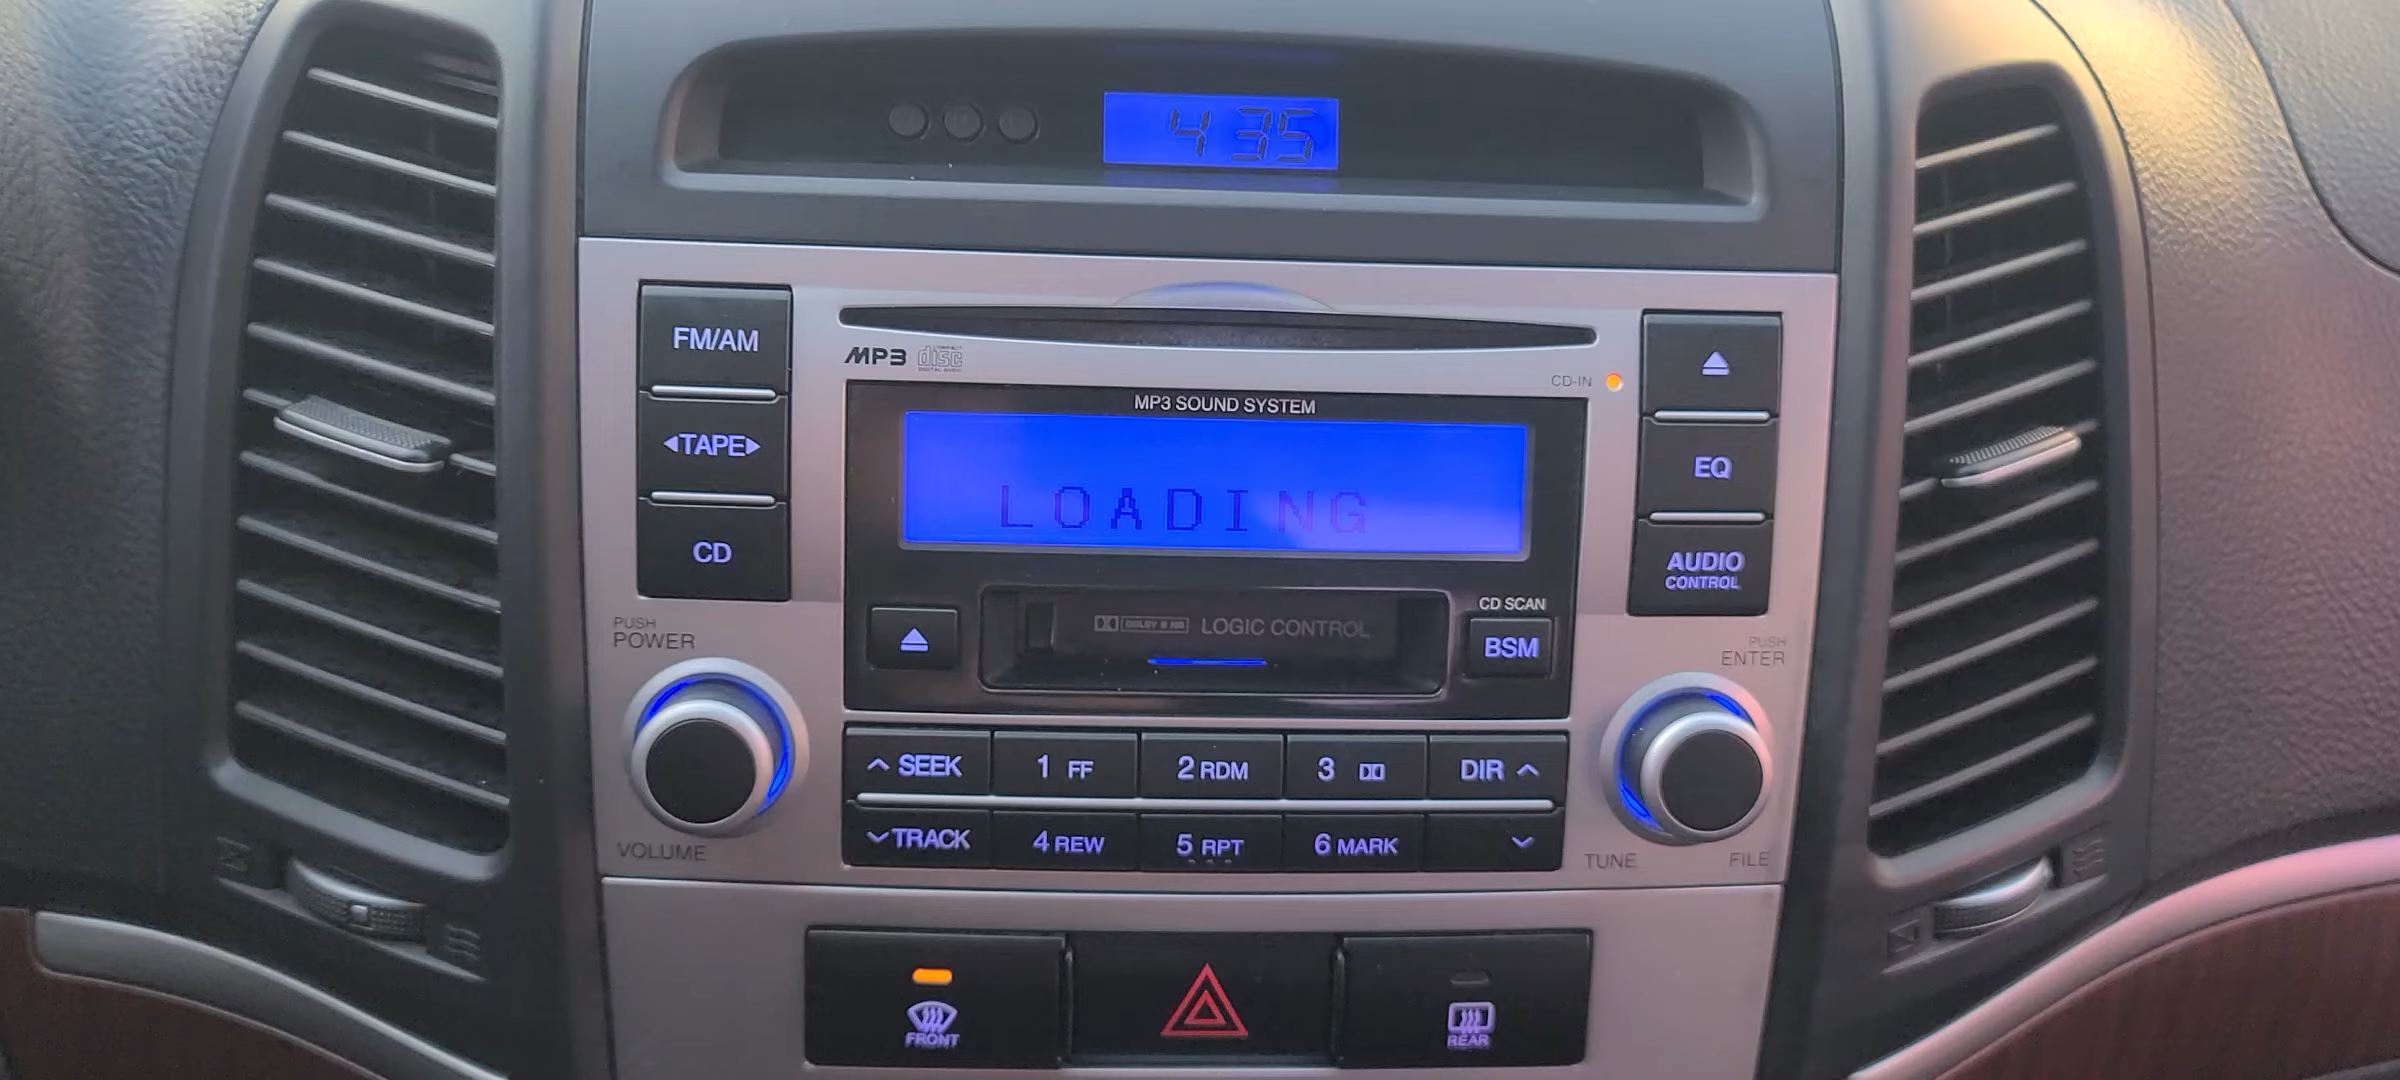 4 35
FM/AM
MP3 COMPACT disc DIGITAL AUDIO
CD-IN
MP3 SOUND SYSTEM
TAPE
EQ
LOADING
CD
AUDIO
CONTROL
CD SCAN
PUSH
POWER
DOLBY B NR LOGIC CONTROL
BSM
PUSH
ENTER
SEEK 1 FF 2 RDM 3 DIR
TRACK 4 REW 5 RPT 6 MARK
VOLUME
TUNE FILE
FRONT
REAR